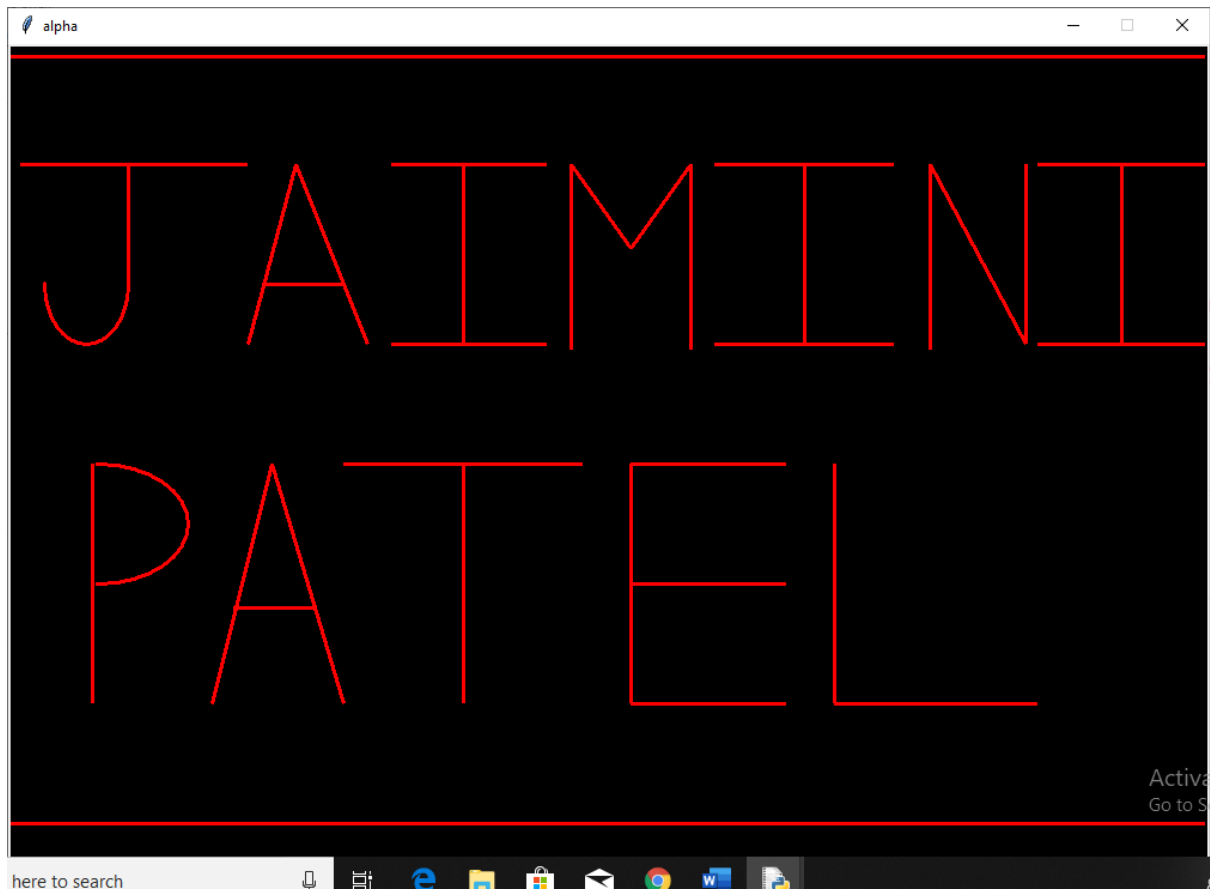 alpha
JAIMINI
PATEL
Activa
Go to S
here to search